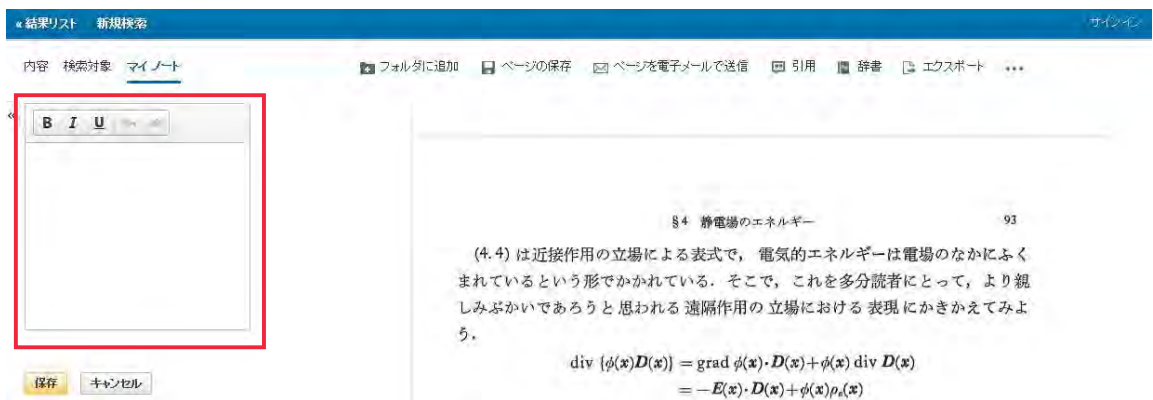 «結果リスト 新規検索 サインイン
内容 検索対象 マイノート フォルダに追加 ページの保存 ページを電子メールで送信 引用 辞書 エクスポート ...
«
B I U
§4 静電場のエネルギー 93
(4.4) は近接作用の立場による表式で, 電気的エネルギーは電場のなかにふく
まれているという形でかかれている. そこで, これを多分読者にとって, より親
しみぶかいであろうと思われる遠隔作用の立場における表現にかきかえてみよ
う.
div {ϕ(x)D(x)} = grad ϕ(x)·D(x)+ϕ(x) div D(x)
= −E(x)·D(x)+ϕ(x)ρₑ(x)
保存 キャンセル